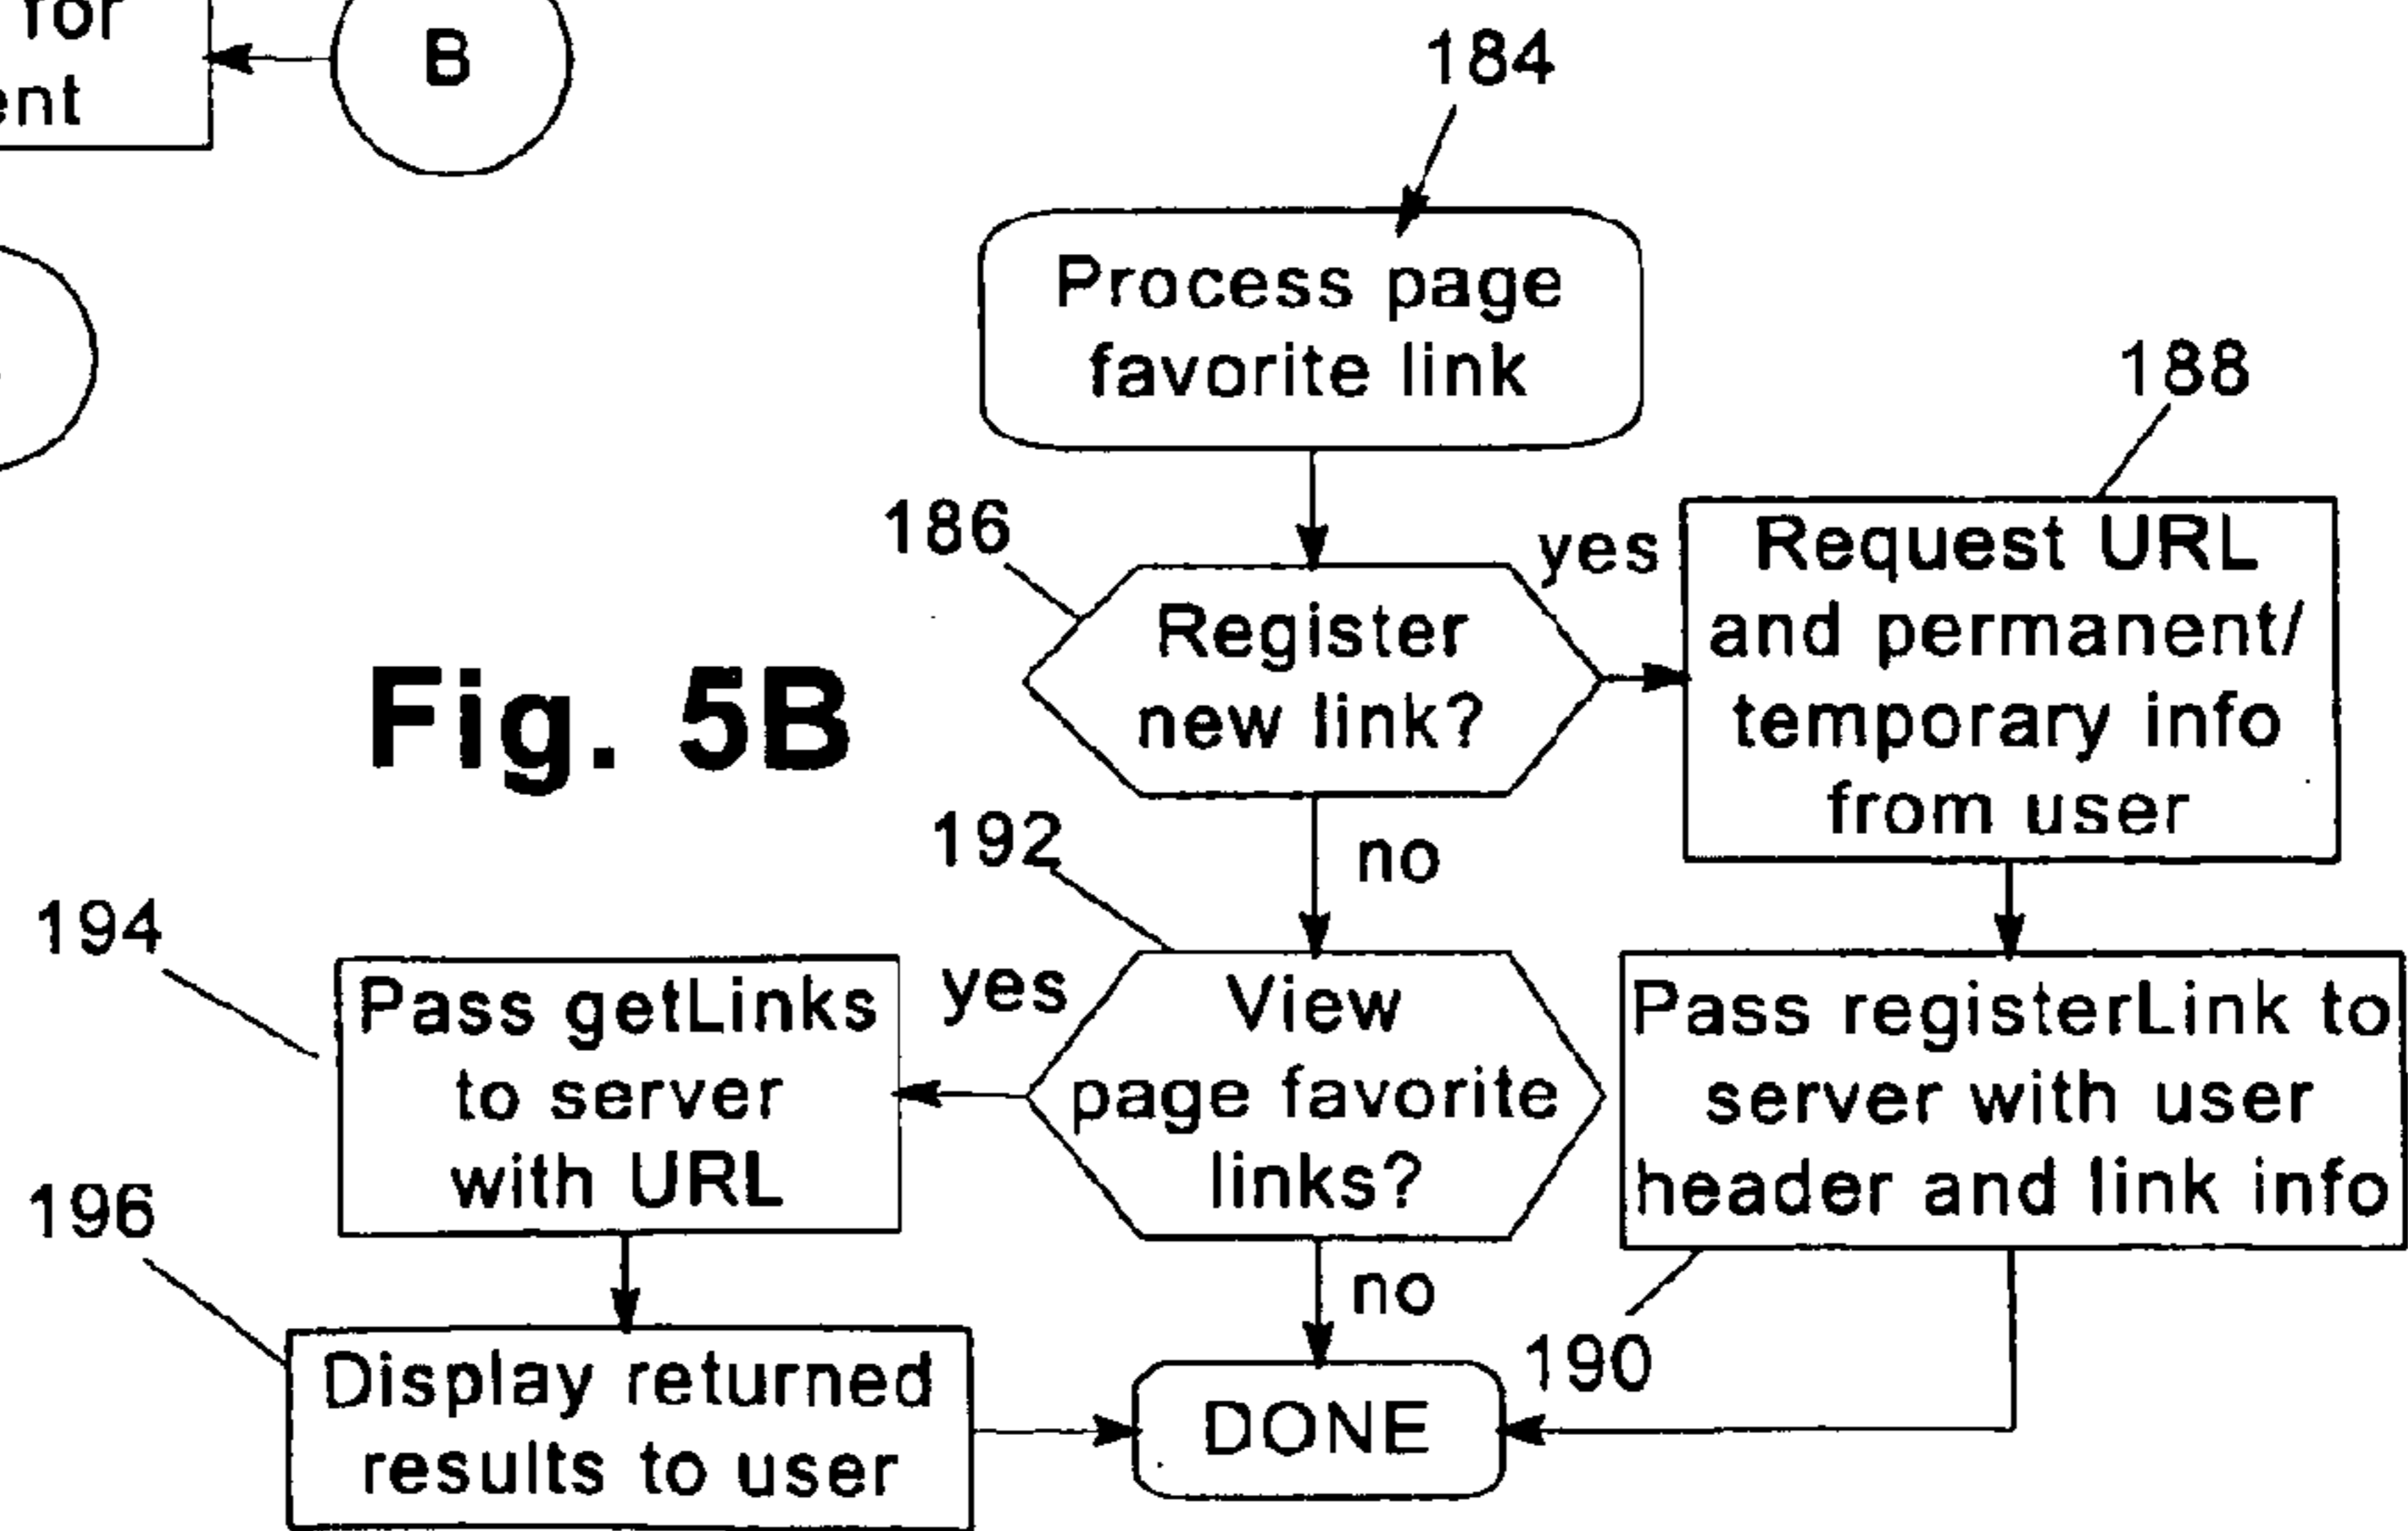 for
B
184
Process page
favorite link
188
186
yes
Request URL
and permanent/
temporary info
from user
Register
new link?
Fig. 5B
192
no
194
Pass getLinks
to server
with URL
yes
View
page favorite
links?
Pass registerLink to
server with user
header and link info
196
no
190
Display returned
results to user
DONE